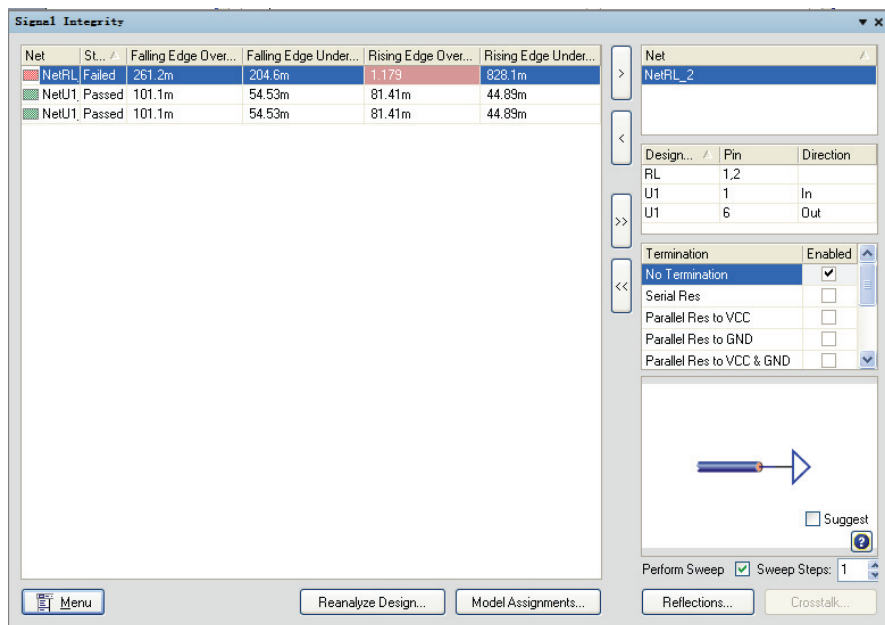 Signal Integrity
Net St... Falling Edge Over... Falling Edge Under... Rising Edge Over... Rising Edge Under...
NetRL_ Failed 261.2m 204.6m 1.179 828.1m
NetU1_ Passed 101.1m 54.53m 81.41m 44.89m
NetU1_ Passed 101.1m 54.53m 81.41m 44.89m
>
<
>>
<<
Net
NetRL_2
Design... Pin Direction
RL 1,2
U1 1 In
U1 6 Out
Termination Enabled
No Termination
Serial Res
Parallel Res to VCC
Parallel Res to GND
Parallel Res to VCC & GND
Suggest
?
Perform Sweep Sweep Steps: 1
Menu Reanalyze Design... Model Assignments... Reflections... Crosstalk...